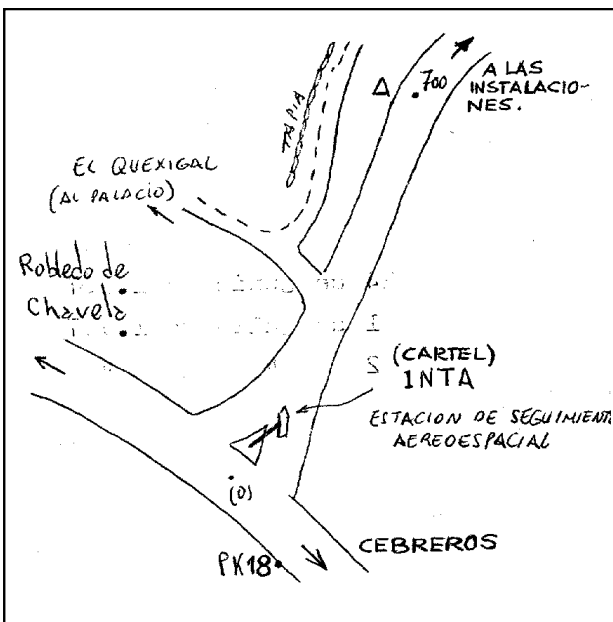 700
A LAS
INSTALACIO-
NES.
TAPIA
EL QUEXIGAL
(AL PALACIO)
Robledo de
Chavela
(CARTEL)
INTA
ESTACION DE SEGUIMIENTO
AEREOESPACIAL
(0)
CEBREROS
PK18